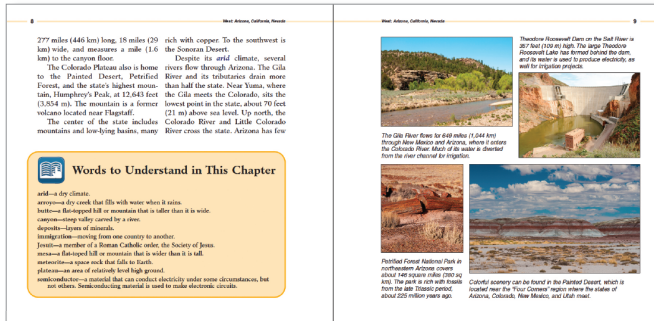 8
West: Arizona, California, Nevada
277 miles (446 km) long, 18 miles (29
km) wide, and measures a mile (1.6
km) to the canyon floor.
The Colorado Plateau also is home
to the Painted Desert, Petrified
Forest, and the state's highest moun-
tain, Humphrey's Peak, at 12,643 feet
(3,854 m). The mountain is a former
volcano located near Flagstaff.
The center of the state includes
mountains and low-lying basins, many
rich with copper. To the southwest is
the Sonoran Desert.
Despite its arid climate, several
rivers flow through Arizona. The Gila
River and its tributaries drain more
than half the state. Near Yuma, where
the Gila meets the Colorado, sits the
lowest point in the state, about 70 feet
(21 m) above sea level. Up north, the
Colorado River and Little Colorado
River cross the state. Arizona has few
Words to Understand in This Chapter
arid—a dry climate.
arroyo—a dry creek that fills with water when it rains.
butte—a flat-topped hill or mountain that is taller than it is wide.
canyon—steep valley carved by a river.
deposits—layers of minerals.
immigration—moving from one country to another.
Jesuit—a member of a Roman Catholic order, the Society of Jesus.
mesa—a flat-toped hill or mountain that is wider than it is tall.
meteorite—a space rock that falls to Earth.
plateau—an area of relatively level high ground.
semiconductor—a material that can conduct electricity under some circumstances, but
not others. Semiconducting material is used to make electronic circuits.
West: Arizona, California, Nevada
9
Theodore Roosevelt Dam on the Salt River is
357 feet (109 m) high. The large Theodore
Roosevelt Lake has formed behind the dam,
and its water is used to produce electricity, as
well for irrigation projects.
The Gila River flows for 649 miles (1,044 km)
through New Mexico and Arizona, where it enters
the Colorado River. Much of its water is diverted
from the river channel for irrigation.
Petrified Forest National Park in
northeastern Arizona covers
about 146 square miles (380 sq
km). The park is rich with fossils
from the late Triassic period,
about 225 million years ago.
Colorful scenery can be found in the Painted Desert, which is
located near the "Four Corners" region where the states of
Arizona, Colorado, New Mexico, and Utah meet.